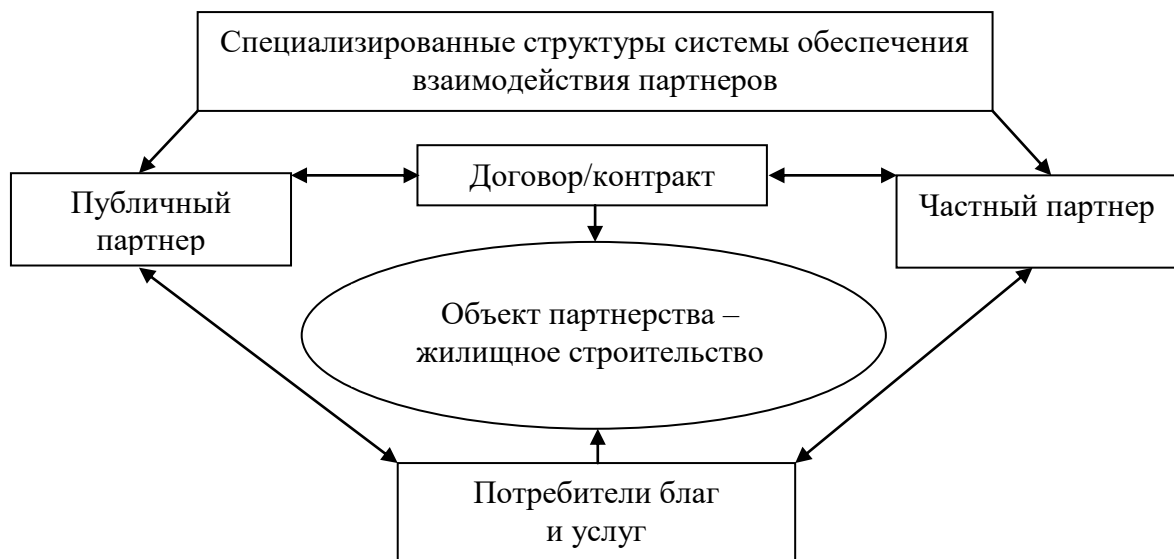 Специализированные структуры системы обеспечения
взаимодействия партнеров
Договор/контракт
Публичный
партнер
Частный партнер
Объект партнерства –
жилищное строительство
Потребители благ
и услуг